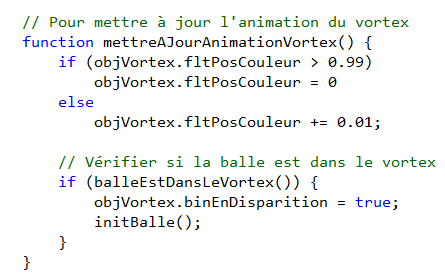 // Pour mettre à jour l'animation du vortex
function mettreAJourAnimationVortex() {
    if (objVortex.fltPosCouleur > 0.99)
        objVortex.fltPosCouleur = 0
    else
        objVortex.fltPosCouleur += 0.01;

    // Vérifier si la balle est dans le vortex
    if (balleEstDansLeVortex()) {
        objVortex.binEnDisparition = true;
        initBalle();
    }
}